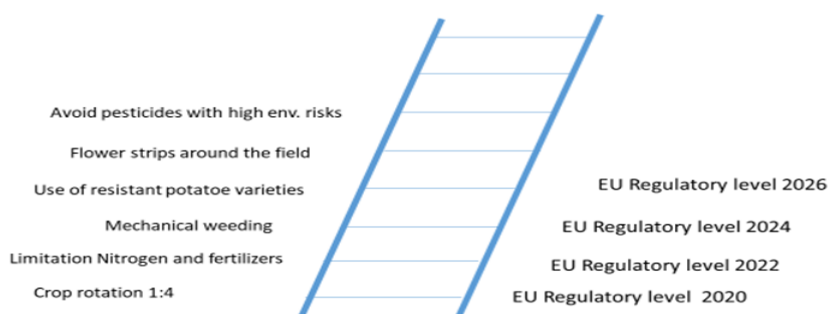 Avoid pesticides with high env. risks
Flower strips around the field
Use of resistant potatoe varieties
EU Regulatory level 2026
Mechanical weeding
EU Regulatory level 2024
Limitation Nitrogen and fertilizers
EU Regulatory level 2022
Crop rotation 1:4
EU Regulatory level 2020